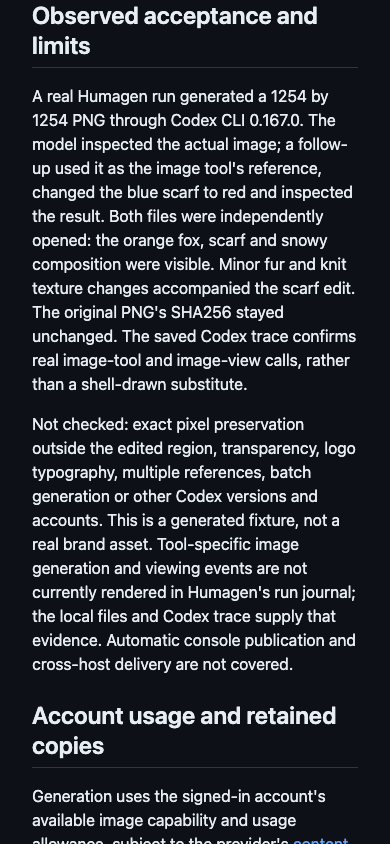 Observed acceptance and
limits
A real Humagen run generated a 1254 by
1254 PNG through Codex CLI 0.167.0. The
model inspected the actual image; a follow-
up used it as the image tool's reference,
changed the blue scarf to red and inspected
the result. Both files were independently
opened: the orange fox, scarf and snowy
composition were visible. Minor fur and knit
texture changes accompanied the scarf edit.
The original PNG's SHA256 stayed
unchanged. The saved Codex trace confirms
real image-tool and image-view calls, rather
than a shell-drawn substitute.
Not checked: exact pixel preservation
outside the edited region, transparency, logo
typography, multiple references, batch
generation or other Codex versions and
accounts. This is a generated fixture, not a
real brand asset. Tool-specific image
generation and viewing events are not
currently rendered in Humagen's run journal;
the local files and Codex trace supply that
evidence. Automatic console publication and
cross-host delivery are not covered.
Account usage and retained
copies
Generation uses the signed-in account's
available image capability and usage
allowance, subject to the provider's content